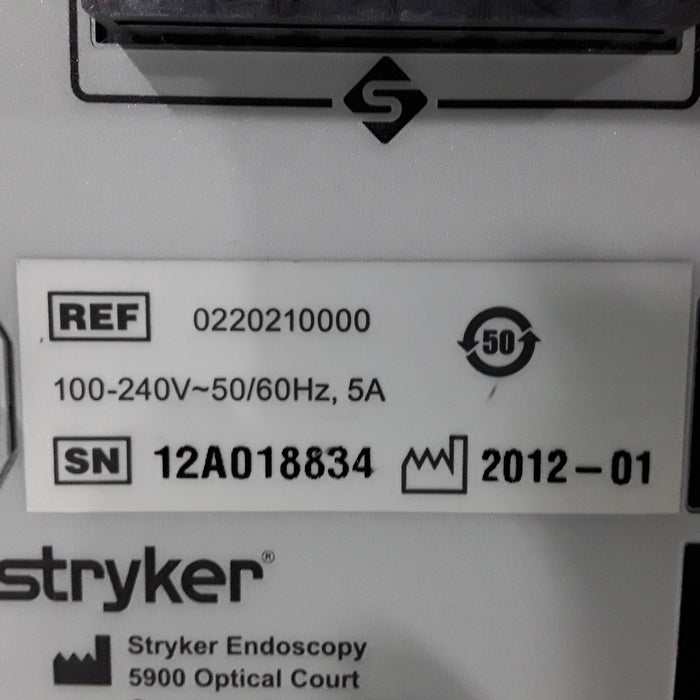 S
REF 0220210000
50
100-240V~50/60Hz, 5A
SN 12A018834 2012-01
stryker®
Stryker Endoscopy
5900 Optical Court